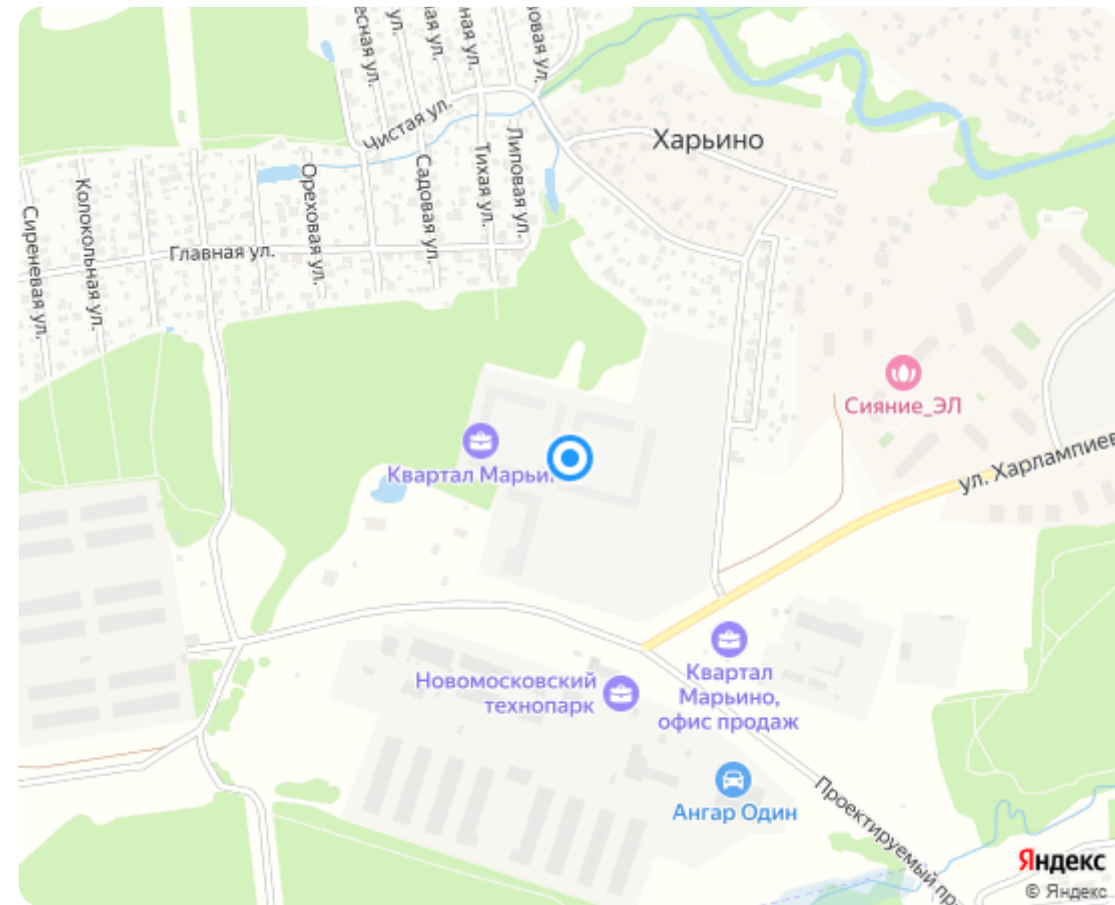 Чистая ул.
Садовая ул.
Тихая ул.
Липовая ул.
Харьино
Сиреневая ул.
Колокольная ул.
Ореховая ул.
Главная ул.
Сияние_ЭЛ
ул. Харлампиев
Квартал Марьи
Новомосковский
технопарк
Квартал
Марьино,
офис продаж
Ангар Один
Проектируемый пр
Яндекс
© Яндекс